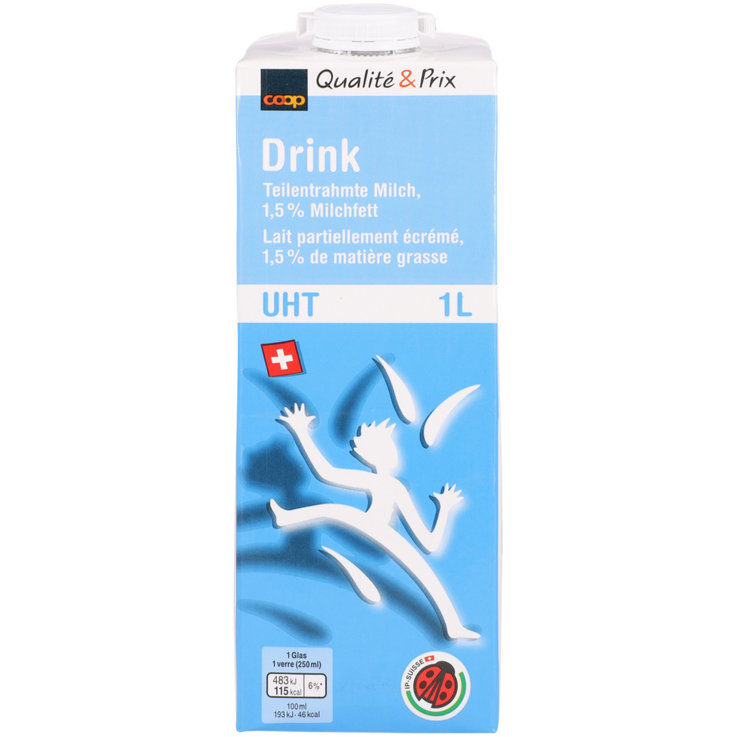 coop
Qualité & Prix
Drink
Teilentrahmte Milch,
1,5% Milchfett
Lait partiellement écrémé,
1,5% de matière grasse
UHT 1L
1 Glas
1 verre (250 ml)
483 kJ
115 kcal
6%*
100 ml
193 kJ - 46 kcal
IP-SUISSE